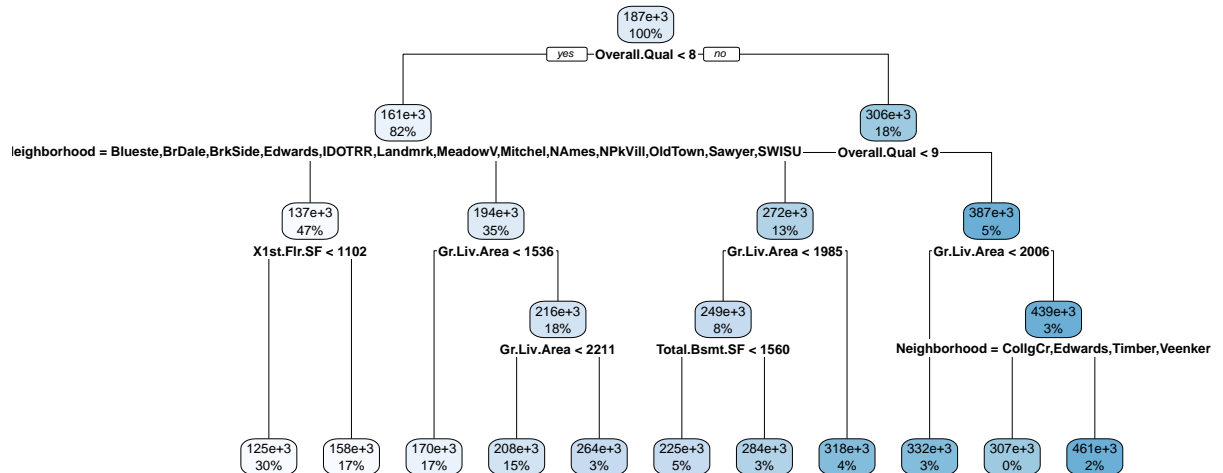 187e+3
100%
yes Overall.Qual < 8 no
161e+3
82%
306e+3
18%
leighborhood = Blueste,BrDale,BrkSide,Edwards,IDOTRR,Landmrk,MeadowV,Mitchel,NAmes,NPkVill,OldTown,Sawyer,SWISU
Overall.Qual < 9
137e+3
47%
194e+3
35%
272e+3
13%
387e+3
5%
X1st.Flr.SF < 1102
Gr.Liv.Area < 1536
Gr.Liv.Area < 1985
Gr.Liv.Area < 2006
216e+3
18%
249e+3
8%
439e+3
3%
Gr.Liv.Area < 2211
Total.Bsmt.SF < 1560
Neighborhood = CollgCr,Edwards,Timber,Veenker
125e+3
30%
158e+3
17%
170e+3
17%
208e+3
15%
264e+3
3%
225e+3
5%
284e+3
3%
318e+3
4%
332e+3
3%
307e+3
0%
461e+3
2%